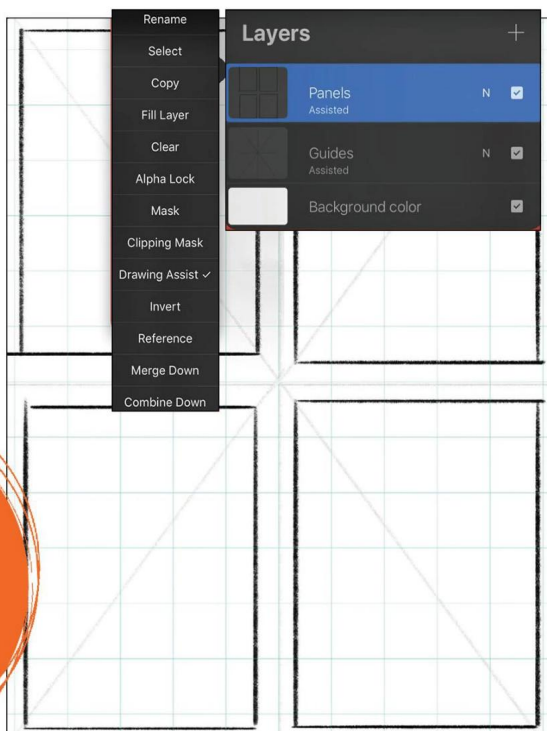 Rename
Select
Copy
Fill Layer
Clear
Alpha Lock
Mask
Clipping Mask
Drawing Assist ✓
Invert
Reference
Merge Down
Combine Down
Layers
Panels N
Assisted
Guides N
Assisted
Background color